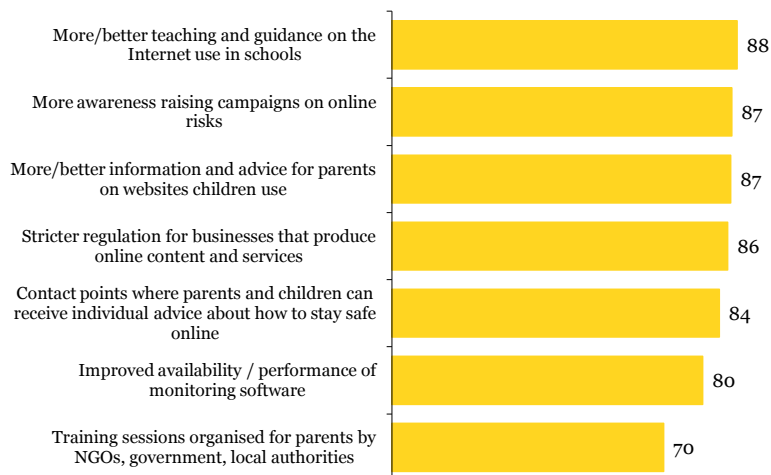 More/better teaching and guidance on the
Internet use in schools
88
More awareness raising campaigns on online
risks
87
More/better information and advice for parents
on websites children use
87
Stricter regulation for businesses that produce
online content and services
86
Contact points where parents and children can
receive individual advice about how to stay safe
online
84
Improved availability / performance of
monitoring software
80
Training sessions organised for parents by
NGOs, government, local authorities
70